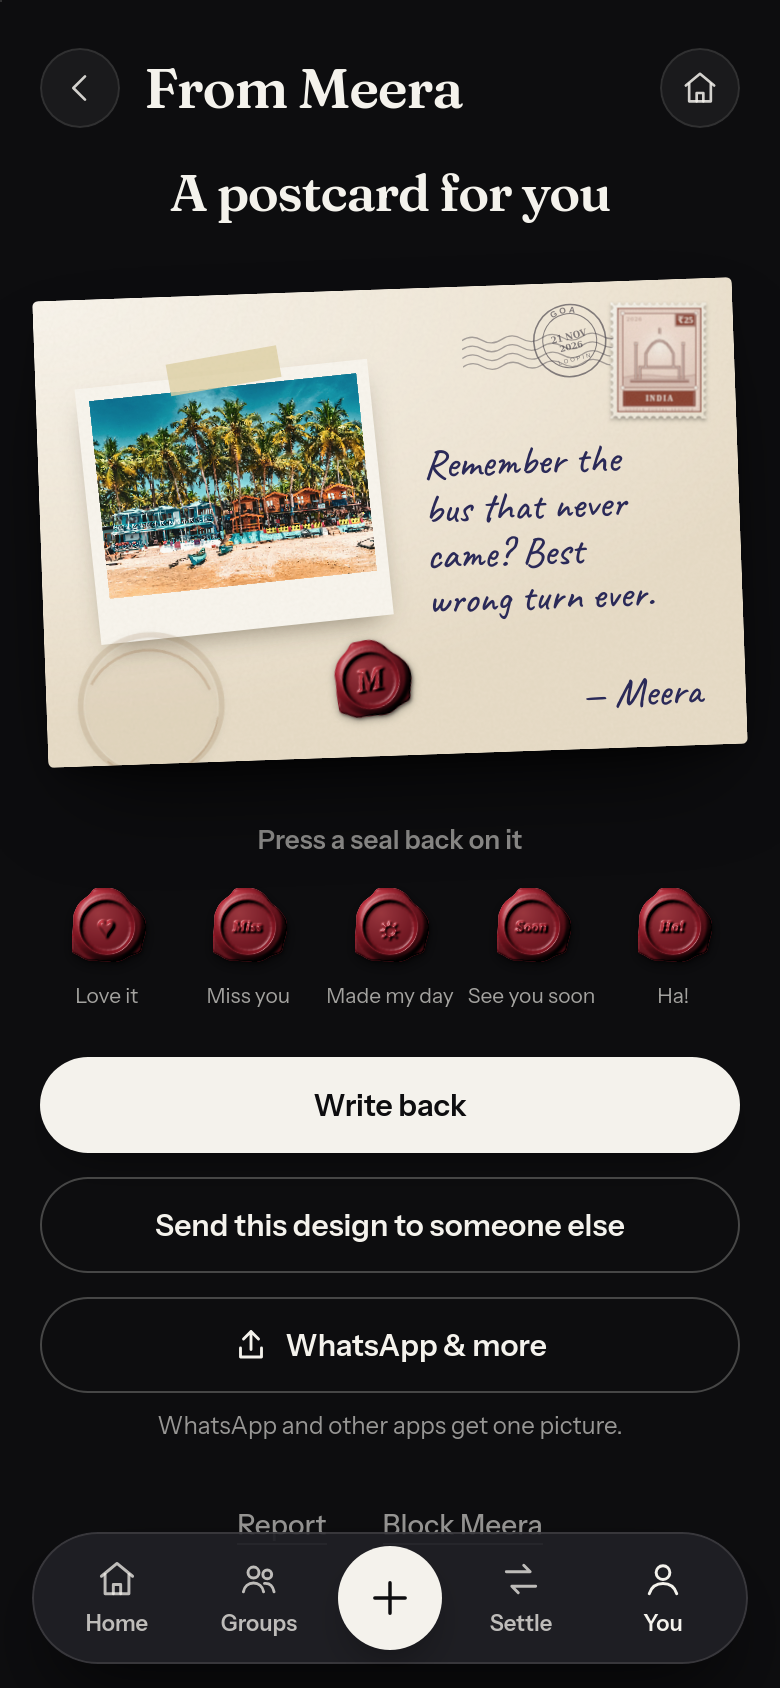 From Meera
A postcard for you
GOA
21 NOV
2026
2026
₹25
INDIA
Remember the
bus that never
came? Best
wrong turn ever.
M
– Meera
Press a seal back on it
Miss
Soon
Ha!
Love it
Miss you
Made my day
See you soon
Ha!
Write back
Send this design to someone else
WhatsApp & more
WhatsApp and other apps get one picture.
Report
Block Meera
Home
Groups
Settle
You